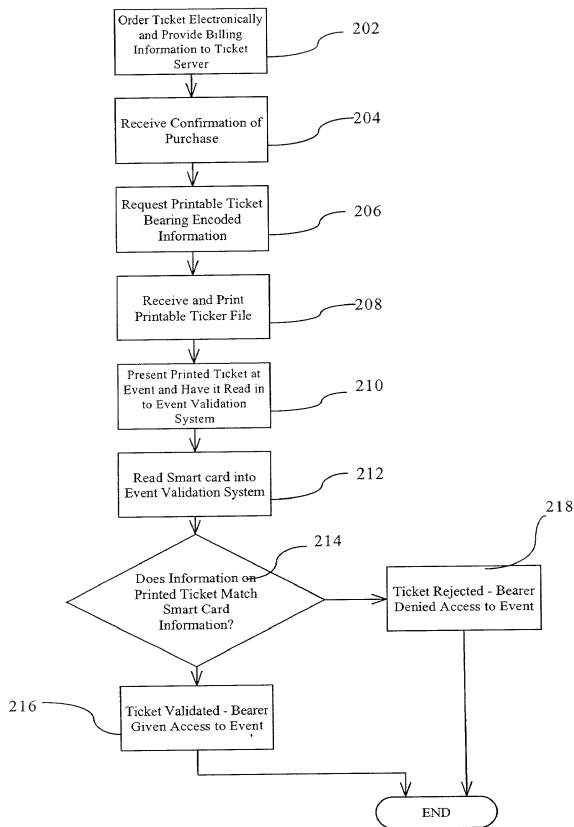 Order Ticket Electronically
and Provide Billing
Information to Ticket
Server
202
Receive Confirmation of
Purchase
204
Request Printable Ticket
Bearing Encoded
Information
206
Receive and Print
Printable Ticker File
208
Present Printed Ticket at
Event and Have it Read in
to Event Validation
System
210
Read Smart card into
Event Validation System
212
214
Does Information on
Printed Ticket Match
Smart Card
Information?
218
Ticket Rejected - Bearer
Denied Access to Event
216
Ticket Validated - Bearer
Given Access to Event
END